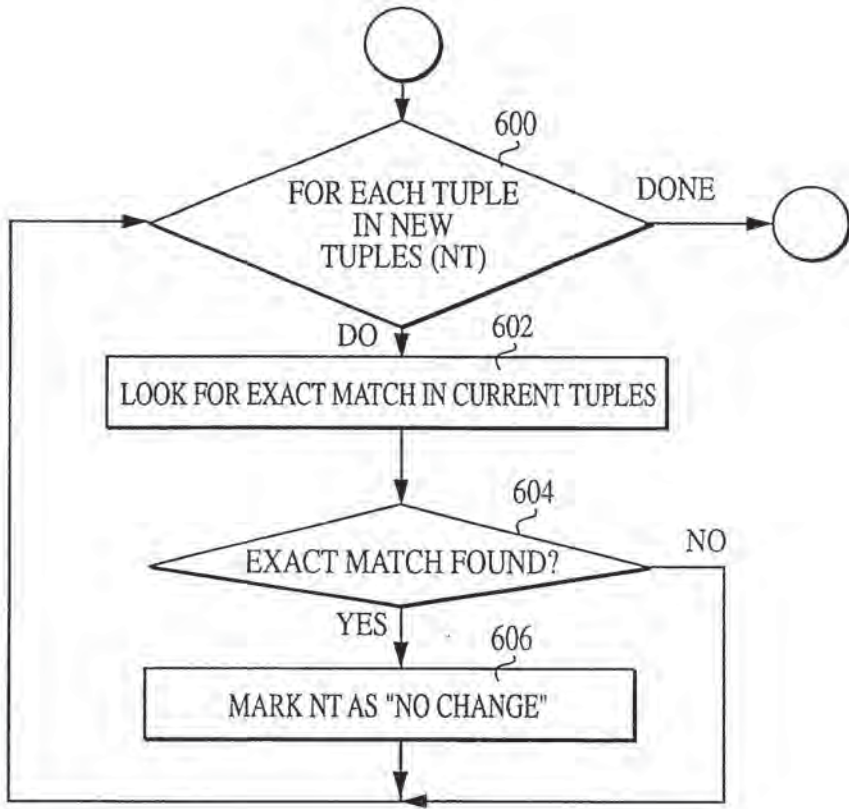 600
FOR EACH TUPLE
IN NEW
TUPLES (NT)
DONE
DO
602
LOOK FOR EXACT MATCH IN CURRENT TUPLES
604
EXACT MATCH FOUND?
NO
YES
606
MARK NT AS "NO CHANGE"